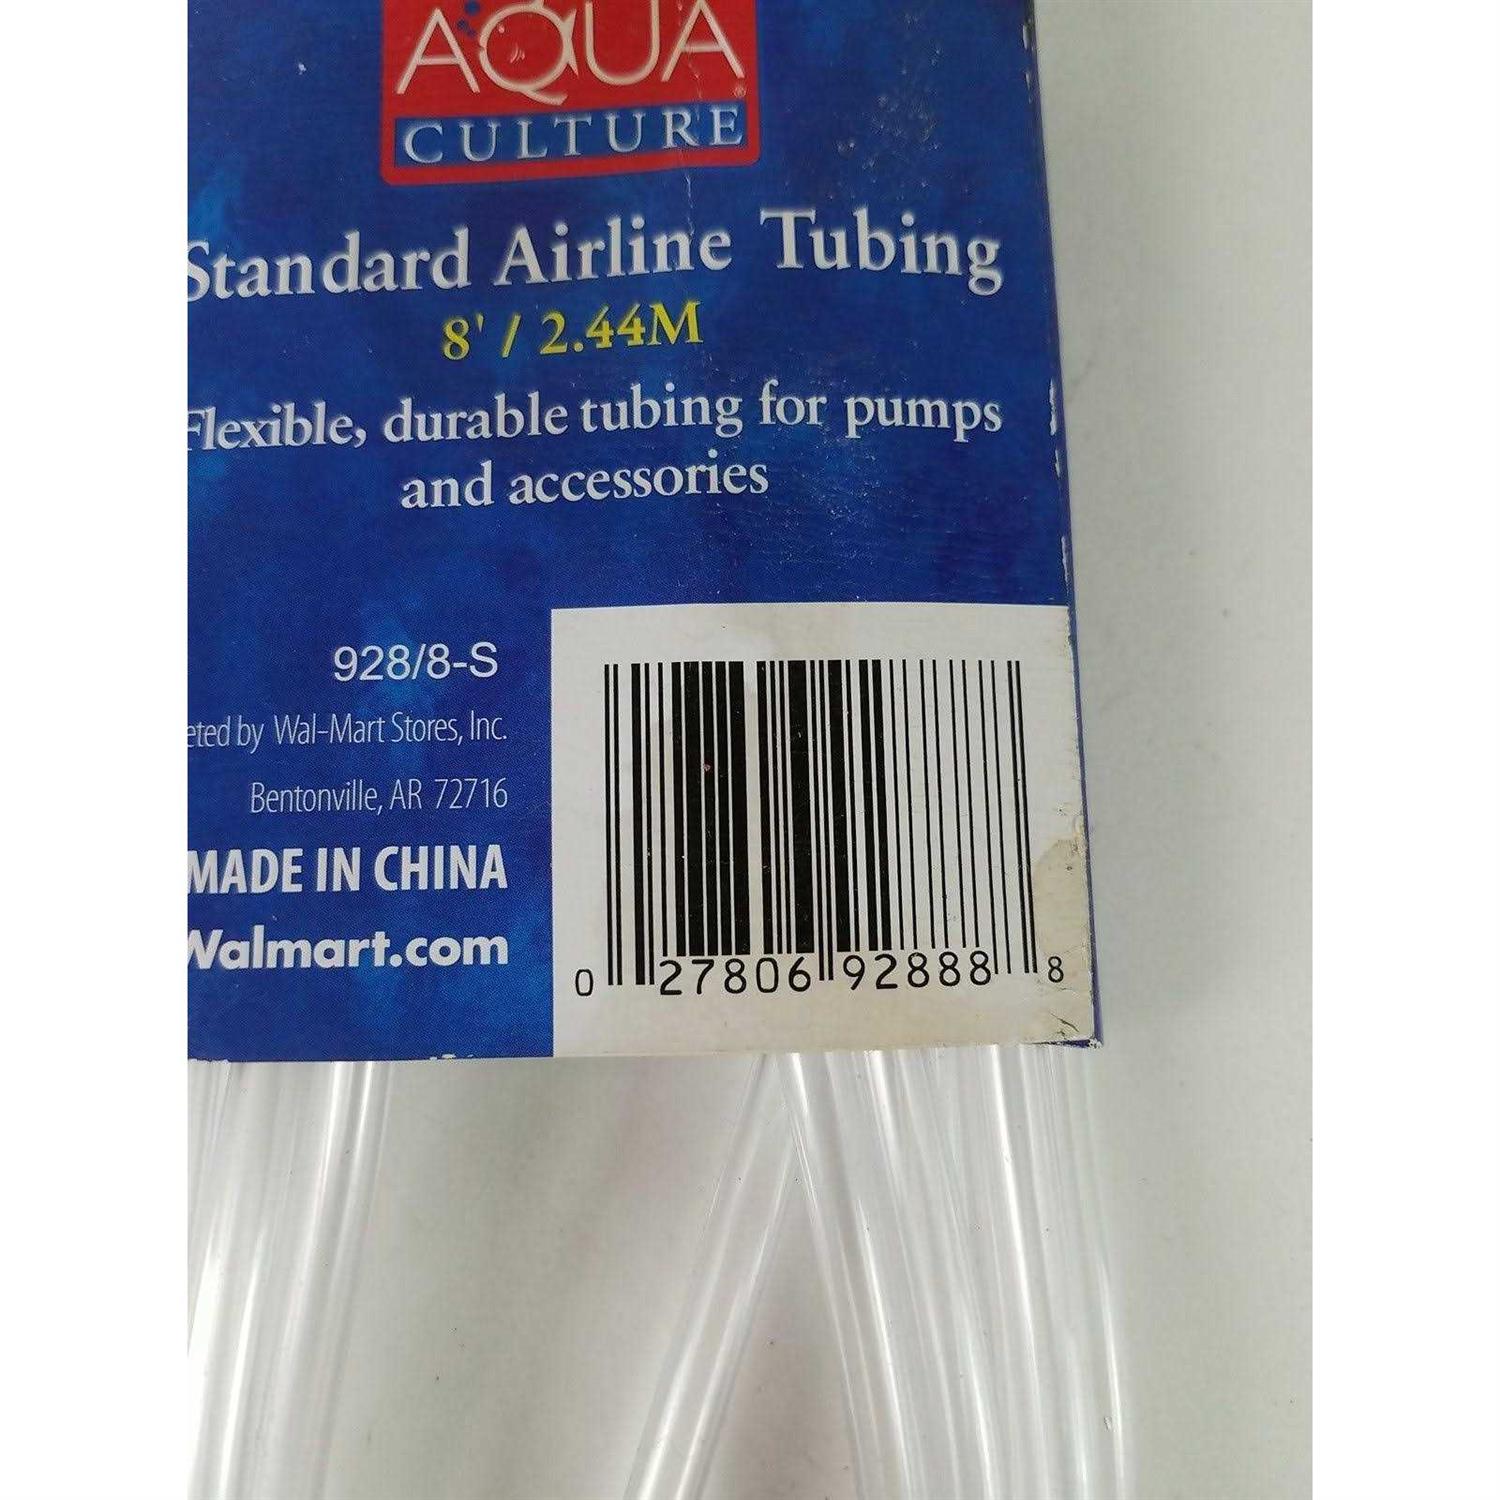 AQUA
CULTURE®
Standard Airline Tubing
8' / 2.44M
Flexible, durable tubing for pumps
and accessories
928/8-S
eted by Wal-Mart Stores, Inc.
Bentonville, AR 72716
MADE IN CHINA
Walmart.com
0 27806 92888 8